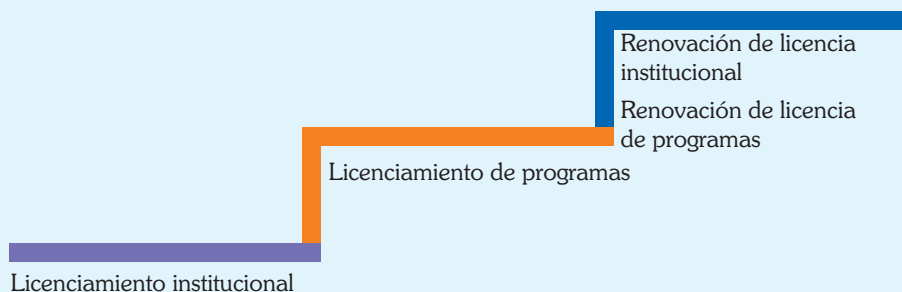 Renovación de licencia
institucional
Renovación de licencia
de programas
Licenciamiento de programas
Licenciamiento institucional